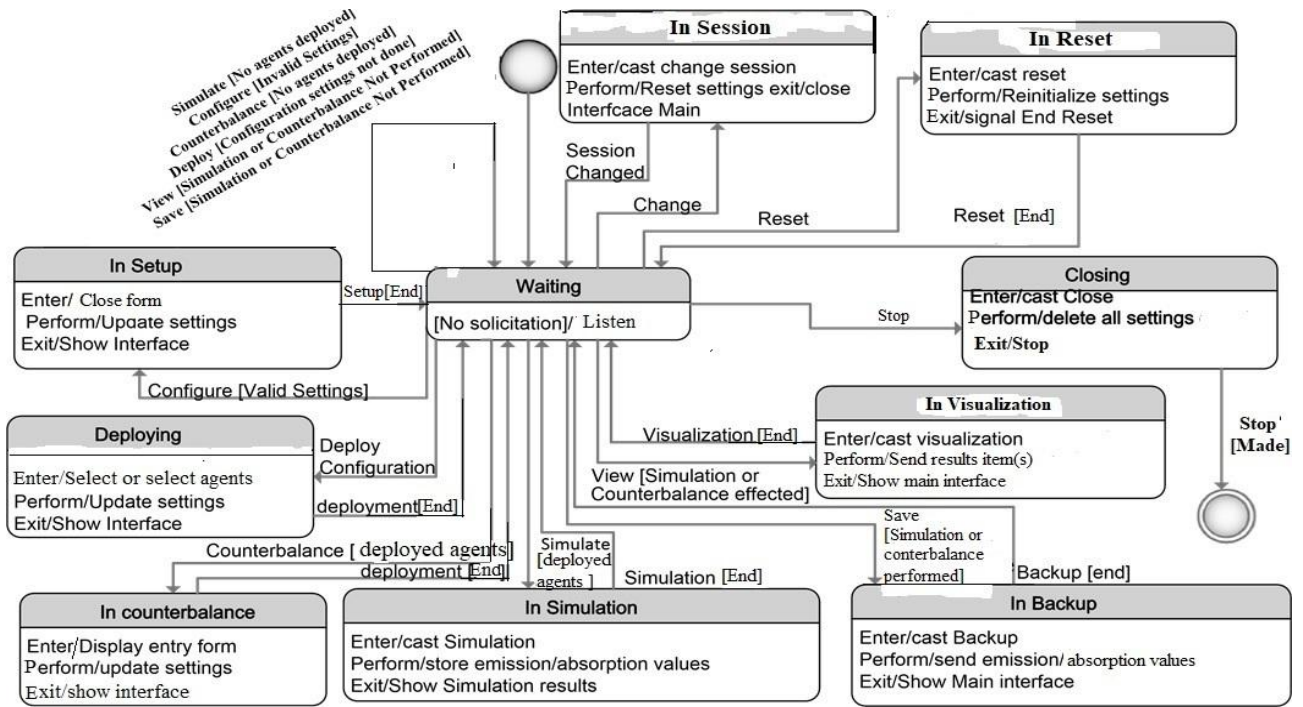 Simulate [No agents deployed]
Configure [Invalid Settings]
Counterbalance [No agents deployed]
Deploy [Configuration settings not done]
View [Simulation or Counterbalance Not Performed]
Save [Simulation or Counterbalance Not Performed]
In Session
Enter/cast change session
Perform/Reset settings exit/close
Interfcace Main
In Reset
Enter/cast reset
Perform/Reinitialize settings
Exit/signal End Reset
Session
Changed
Change
Reset
Reset [End]
In Setup
Enter/ Close form
Perform/Update settings
Exit/Show Interface
Setup[End]
Waiting
[No solicitation]/ Listen
Stop
Closing
Enter/cast Close
Perform/delete all settings
Exit/Stop
Configure [Valid Settings]
Deploying
Enter/Select or select agents
Perform/Update settings
Exit/Show Interface
Deploy
Configuration
deployment[End]
Visualization [End]
View [Simulation or
Counterbalance effected]
In Visualization
Enter/cast visualization
Perform/Send results item(s)
Exit/Show main interface
Stop
[Made]
Counterbalance [ deployed agents]
deployment [End]
Simulate
[deployed
agents ]
Simulation [End]
Save
[Simulation or
conterbalance
performed]
Backup [end]
In counterbalance
Enter/Display entry form
Perform/update settings
Exit/show interface
In Simulation
Enter/cast Simulation
Perform/store emission/absorption values
Exit/Show Simulation results
In Backup
Enter/cast Backup
Perform/send emission/ absorption values
Exit/Show Main interface